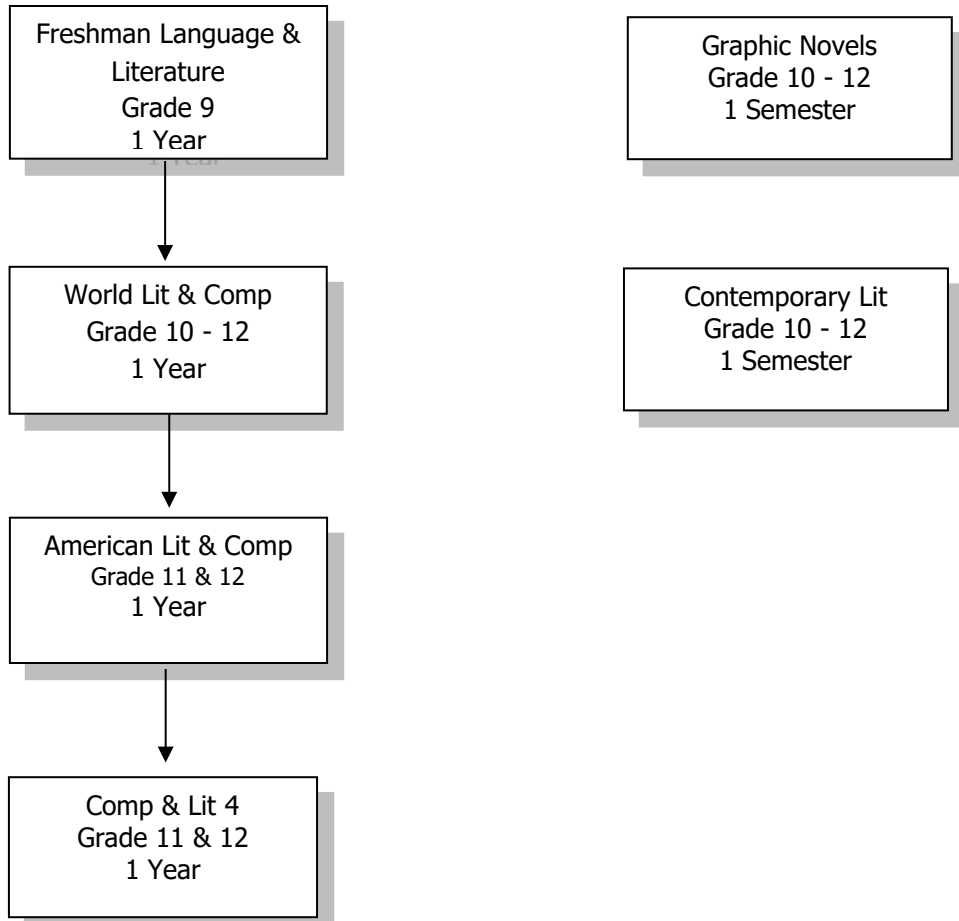 Freshman Language &
Literature
Grade 9
1 Year
1 Year
World Lit & Comp
Grade 10 - 12
1 Year
American Lit & Comp
Grade 11 & 12
1 Year
Comp & Lit 4
Grade 11 & 12
1 Year
Graphic Novels
Grade 10 - 12
1 Semester
Contemporary Lit
Grade 10 - 12
1 Semester